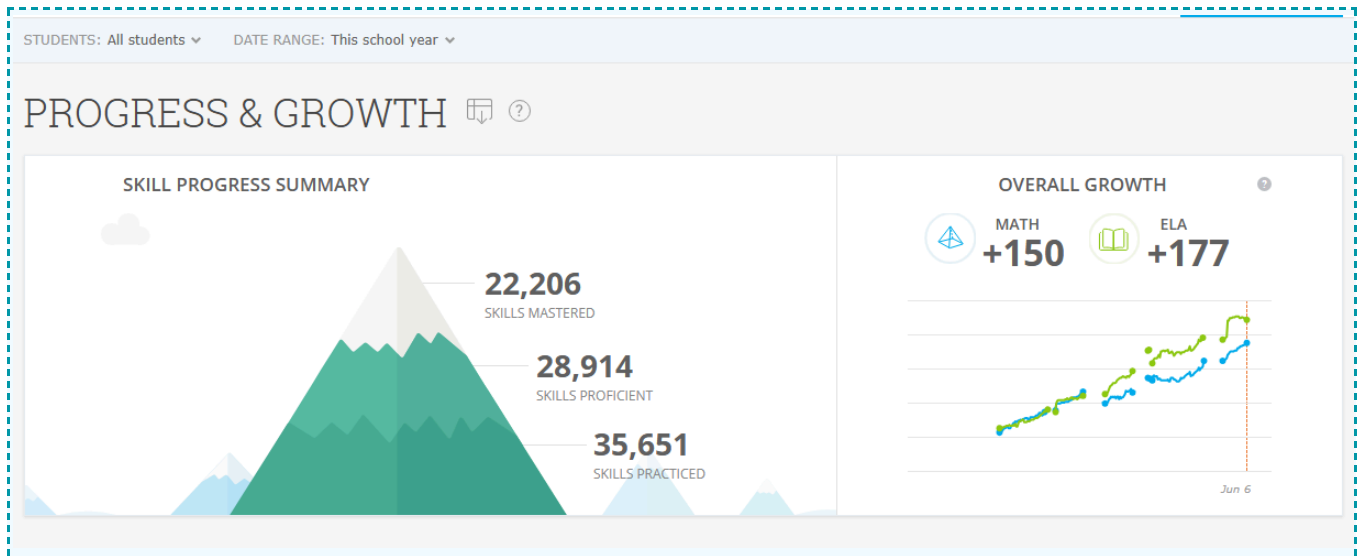 STUDENTS: All students DATE RANGE: This school year
PROGRESS & GROWTH ?
SKILL PROGRESS SUMMARY
22,206
SKILLS MASTERED
28,914
SKILLS PROFICIENT
35,651
SKILLS PRACTICED
OVERALL GROWTH ?
MATH
+150
ELA
+177
Jun 6